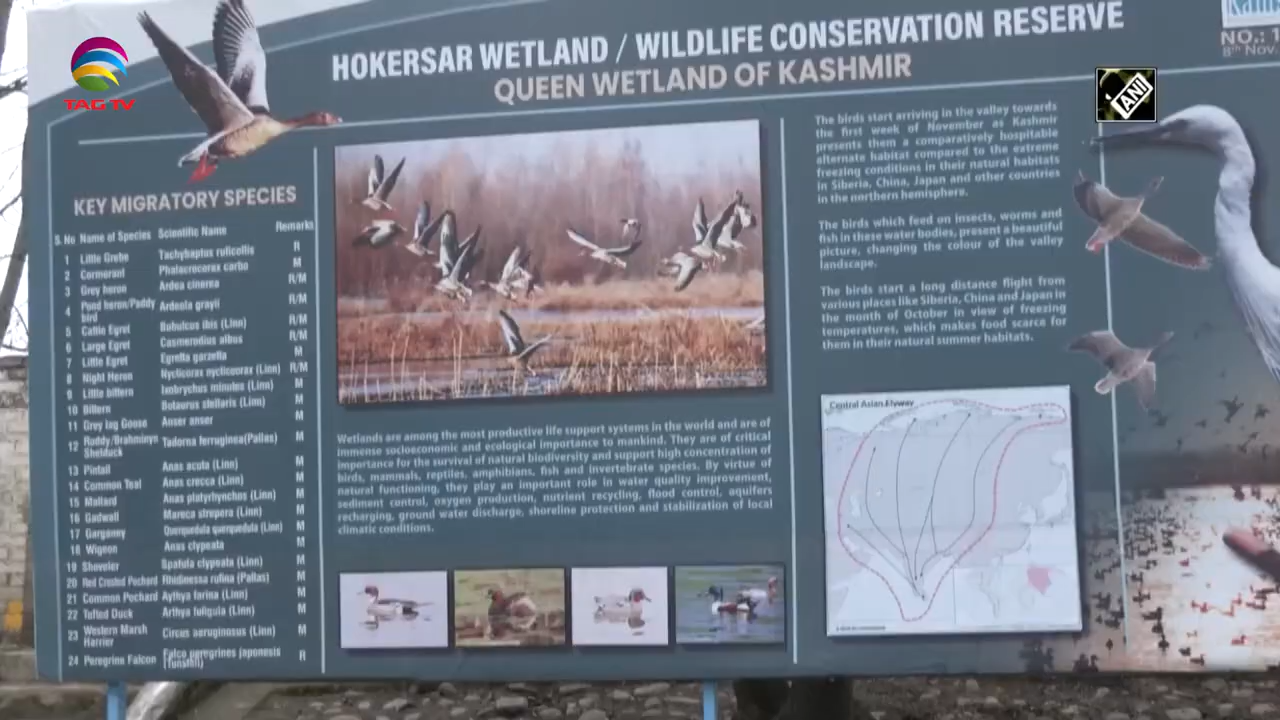 TAG TV
HOKERSAR WETLAND / WILDLIFE CONSERVATION RESERVE
QUEEN WETLAND OF KASHMIR
NO.: 1
8th Nov,
ANI
KEY MIGRATORY SPECIES
S. No Name of Species Scientific Name Remarks
1 Little Grebe Tachybaptus ruficollis R
2 Cormorant Phalacrocorax carbo M
3 Grey heron Ardea cinerea R/M
4 Pond heron/Paddy bird Ardeola grayii R/M
5 Cattle Egret Bubulcus ibis (Linn) R/M
6 Large Egret Casmerodius albus R/M
7 Little Egret Egretta garzella M
8 Night Heron Nycticorax nycticorax (Linn) R/M
9 Little bittern Ixobrychus minutes (Linn) M
10 Bittern Botaurus stellaris (Linn) M
11 Grey lag Goose Anser anser M
12 Ruddy/Brahminyn Shelduck Tadorna ferruginea(Pallas) M
13 Pintail Anas acuta (Linn) M
14 Common Teal Anas crecca (Linn) M
15 Mallard Anas platyrhynchos (Linn) M
16 Gadwall Mareca strepera (Linn) M
17 Garganey Querquedula querquedula (Linn) M
18 Wigeon Anas clypeata M
19 Shoveler Spatula clypeata (Linn) M
20 Red Crested Pochard Rhidinessa rufina (Pallas) M
21 Common Pochard Aythya farina (Linn) M
22 Tufted Duck Arthya fuligula (Linn) M
23 Western Marsh Harrier Circus aeruginosus (Linn) M
24 Peregrine Falcon Falco peregrines japonesis (Tunstall) R
Wetlands are among the most productive life support systems in the world and are of
immense socioeconomic and ecological importance to mankind. They are of critical
importance for the survival of natural biodiversity and support high concentration of
birds, mammals, reptiles, amphibians, fish and invertebrate species. By virtue of
natural functioning, they play an important role in water quality improvement,
sediment control, oxygen production, nutrient recycling, flood control, aquifers
recharging, ground water discharge, shoreline protection and stabilization of local
climatic conditions.
The birds start arriving in the valley towards
the first week of November as Kashmir
presents them a comparatively hospitable
alternate habitat compared to the extreme
freezing conditions in their natural habitats
in Siberia, China, Japan and other countries
in the northern hemisphere.
The birds which feed on insects, worms and
fish in these water bodies, present a beautiful
picture, changing the colour of the valley
landscape.
The birds start a long distance flight from
various places like Siberia, China and Japan in
the month of October in view of freezing
temperatures, which makes food scarce for
them in their natural summer habitats.
Central Asian Flyway